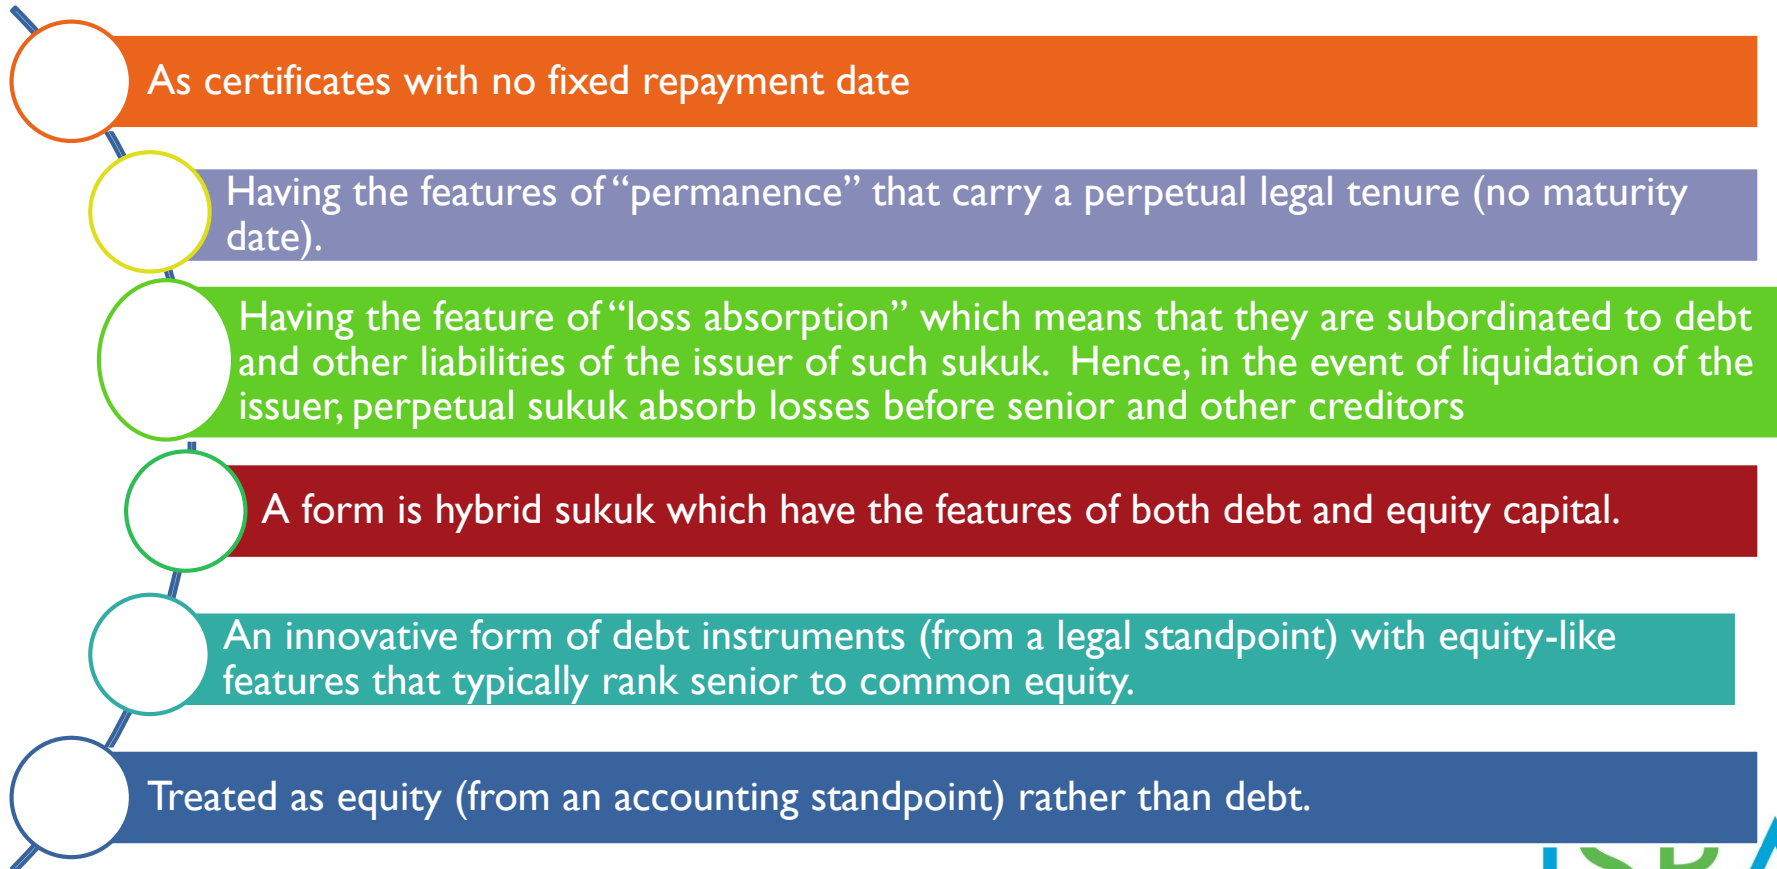 As certificates with no fixed repayment date
Having the features of “permanence” that carry a perpetual legal tenure (no maturity
date).
Having the feature of “loss absorption” which means that they are subordinated to debt
and other liabilities of the issuer of such sukuk. Hence, in the event of liquidation of the
issuer, perpetual sukuk absorb losses before senior and other creditors
A form is hybrid sukuk which have the features of both debt and equity capital.
An innovative form of debt instruments (from a legal standpoint) with equity-like
features that typically rank senior to common equity.
Treated as equity (from an accounting standpoint) rather than debt.